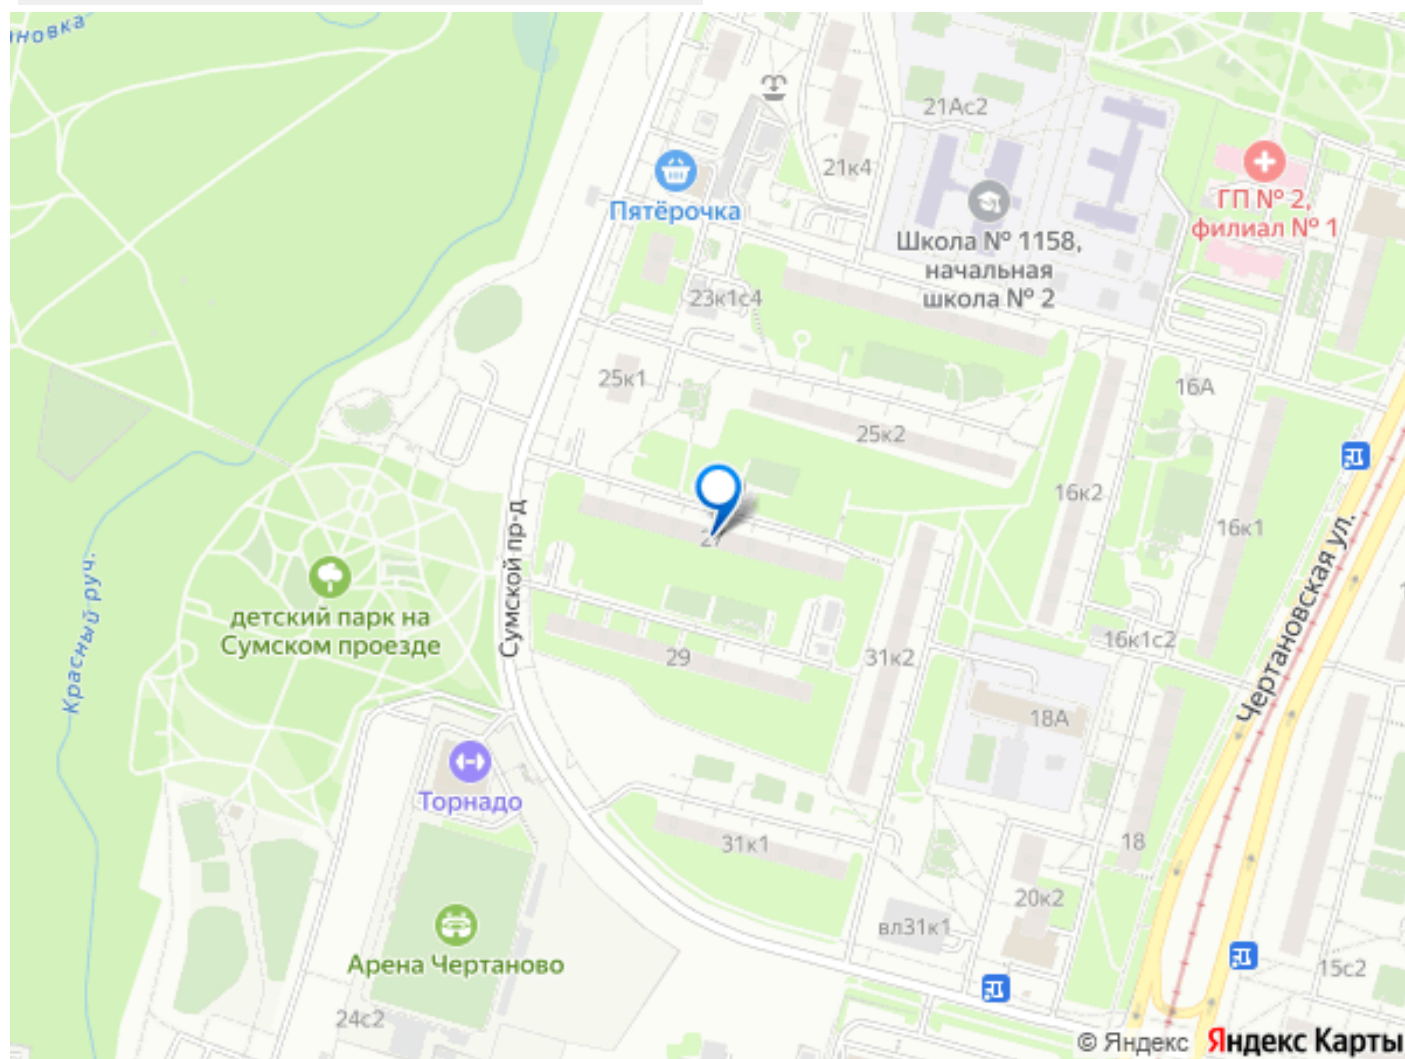 21Ас2
21к4
Пятёрочка
ГП № 2,
филиал № 1
Школа № 1158,
начальная
школа № 2
23к1с4
25к1
16А
25к2
16к2
16к1
27
Сумской пр-д
Чертановская ул.
Красный руч.
детский парк на
Сумском проезде
29
31к2
16к1с2
18А
Торнадо
31к1
18
20к2
вл31к1
Арена Чертаново
15с2
24с2
© Яндекс Яндекс Карты